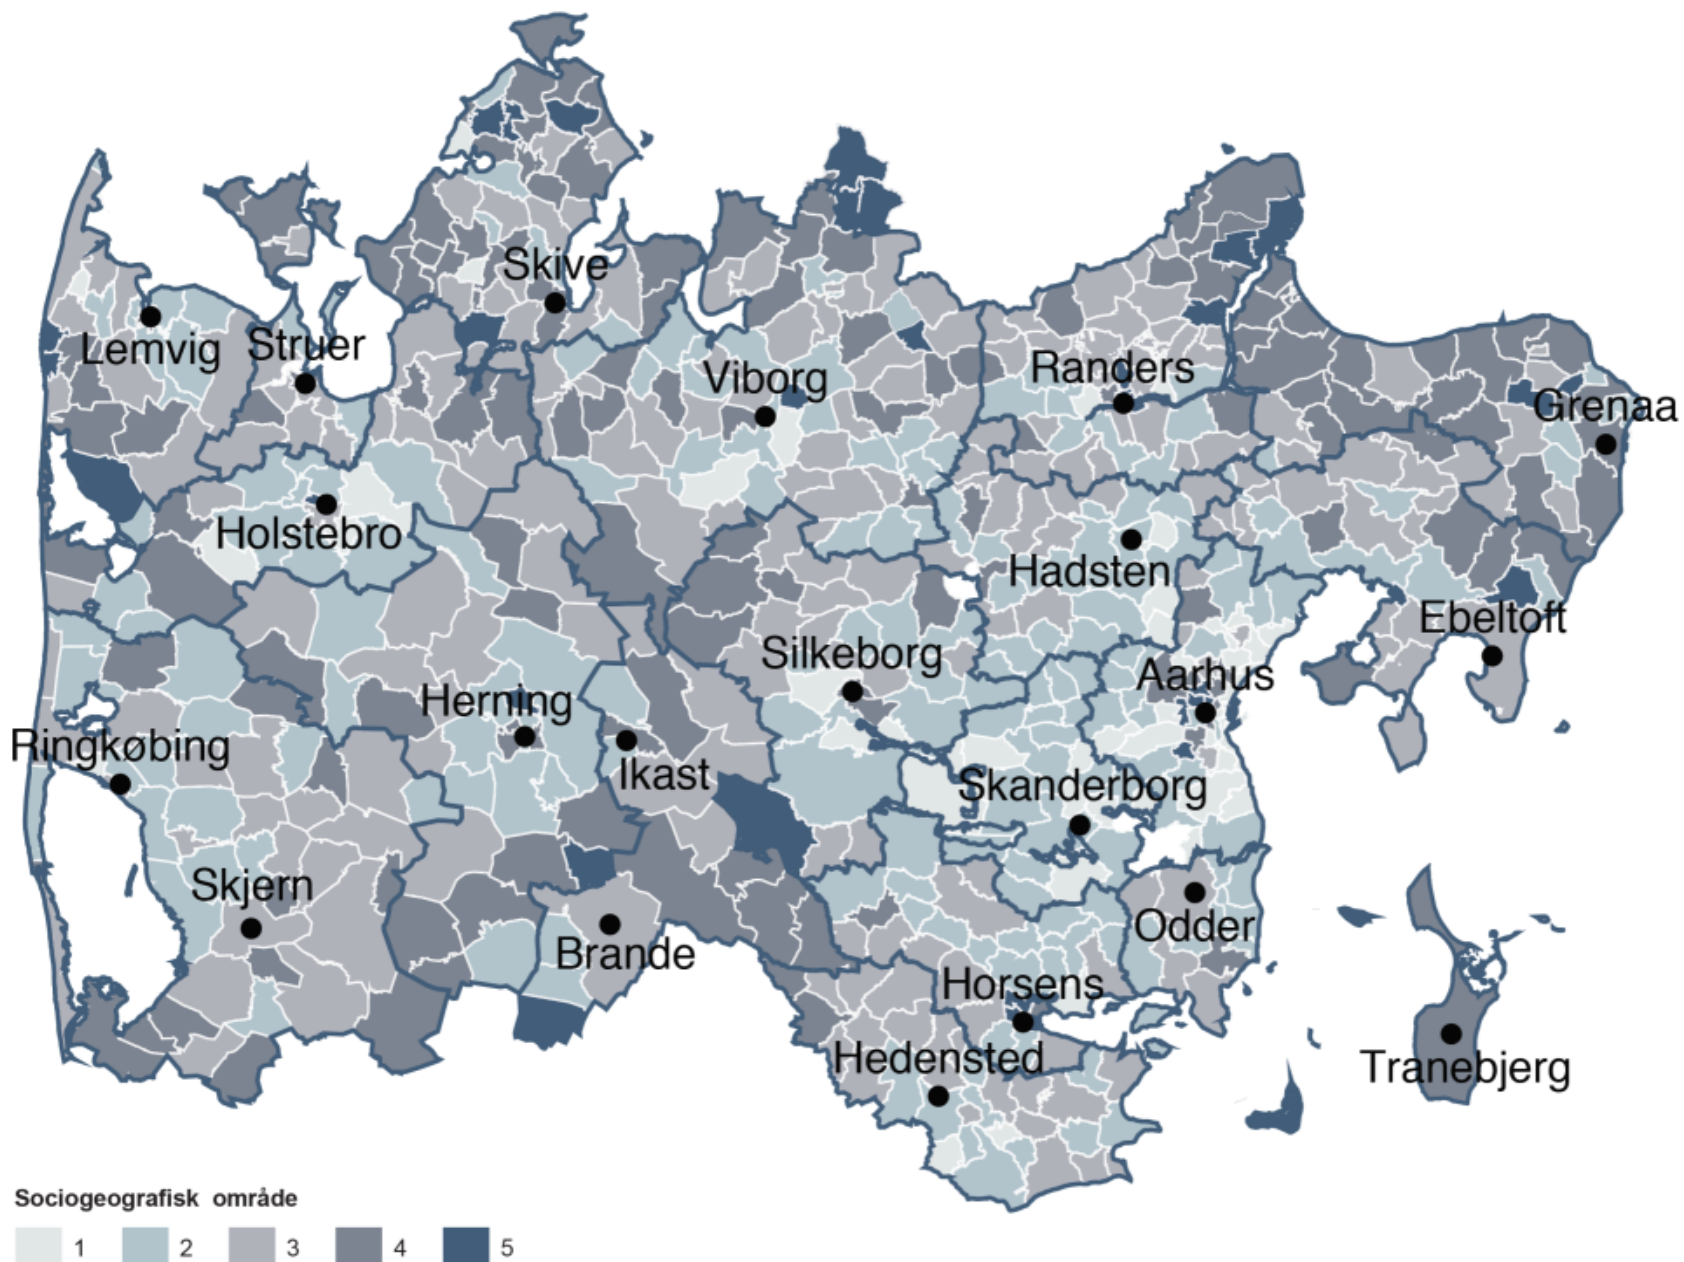 Skive
Lemvig
Struer
Viborg
Randers
Grenaa
Holstebro
Hadsten
Ebeltoft
Silkeborg
Aarhus
Herning
Ringkøbing
Ikast
Skanderborg
Skjern
Odder
Brande
Horsens
Hedensted
Tranebjerg
Sociogeografisk område
1 2 3 4 5